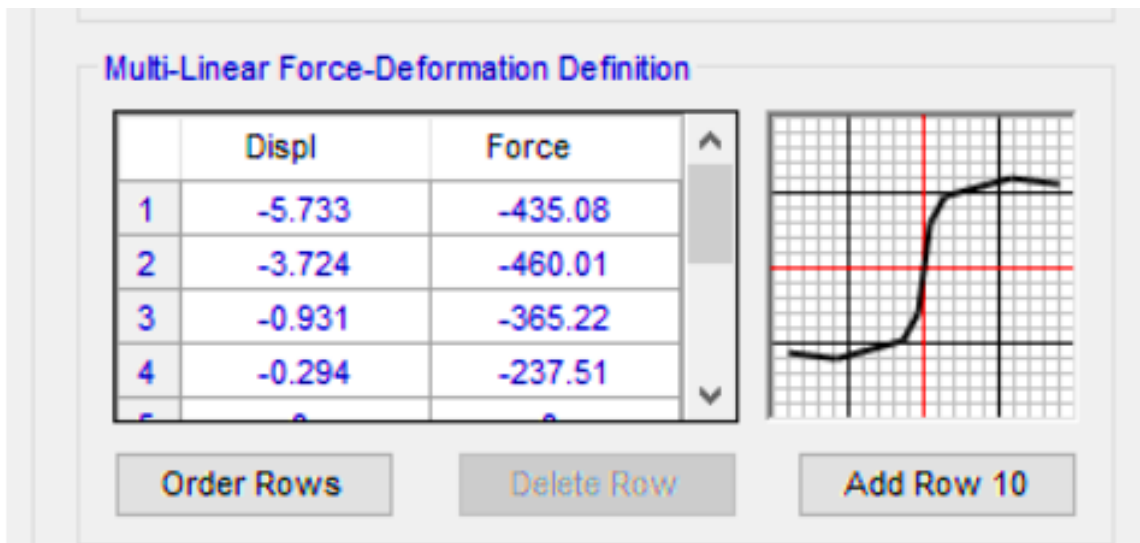 Multi-Linear Force-Deformation Definition
Displ Force
1 -5.733 -435.08
2 -3.724 -460.01
3 -0.931 -365.22
4 -0.294 -237.51
Order Rows Delete Row Add Row 10